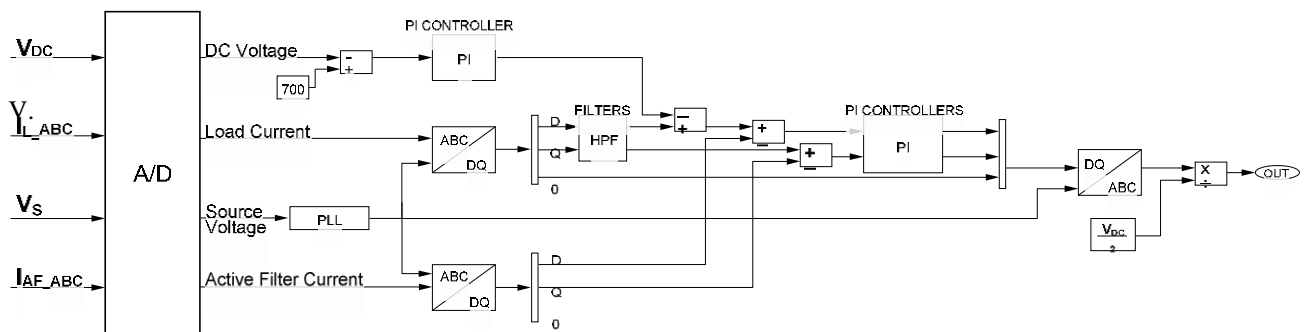 PI CONTROLLER
VDC
DC Voltage
-
+
PI
700
V.
IL_ABC
FILTERS
PI CONTROLLERS
Load Current
ABC
DQ
D
Q
0
HPF
-
+
+
-
+
-
PI
A/D
DQ
ABC
X
÷
OUT
VS
Source
Voltage
PLL
VDC
2
IAF_ABC
Active Filter Current
ABC
DQ
D
Q
0